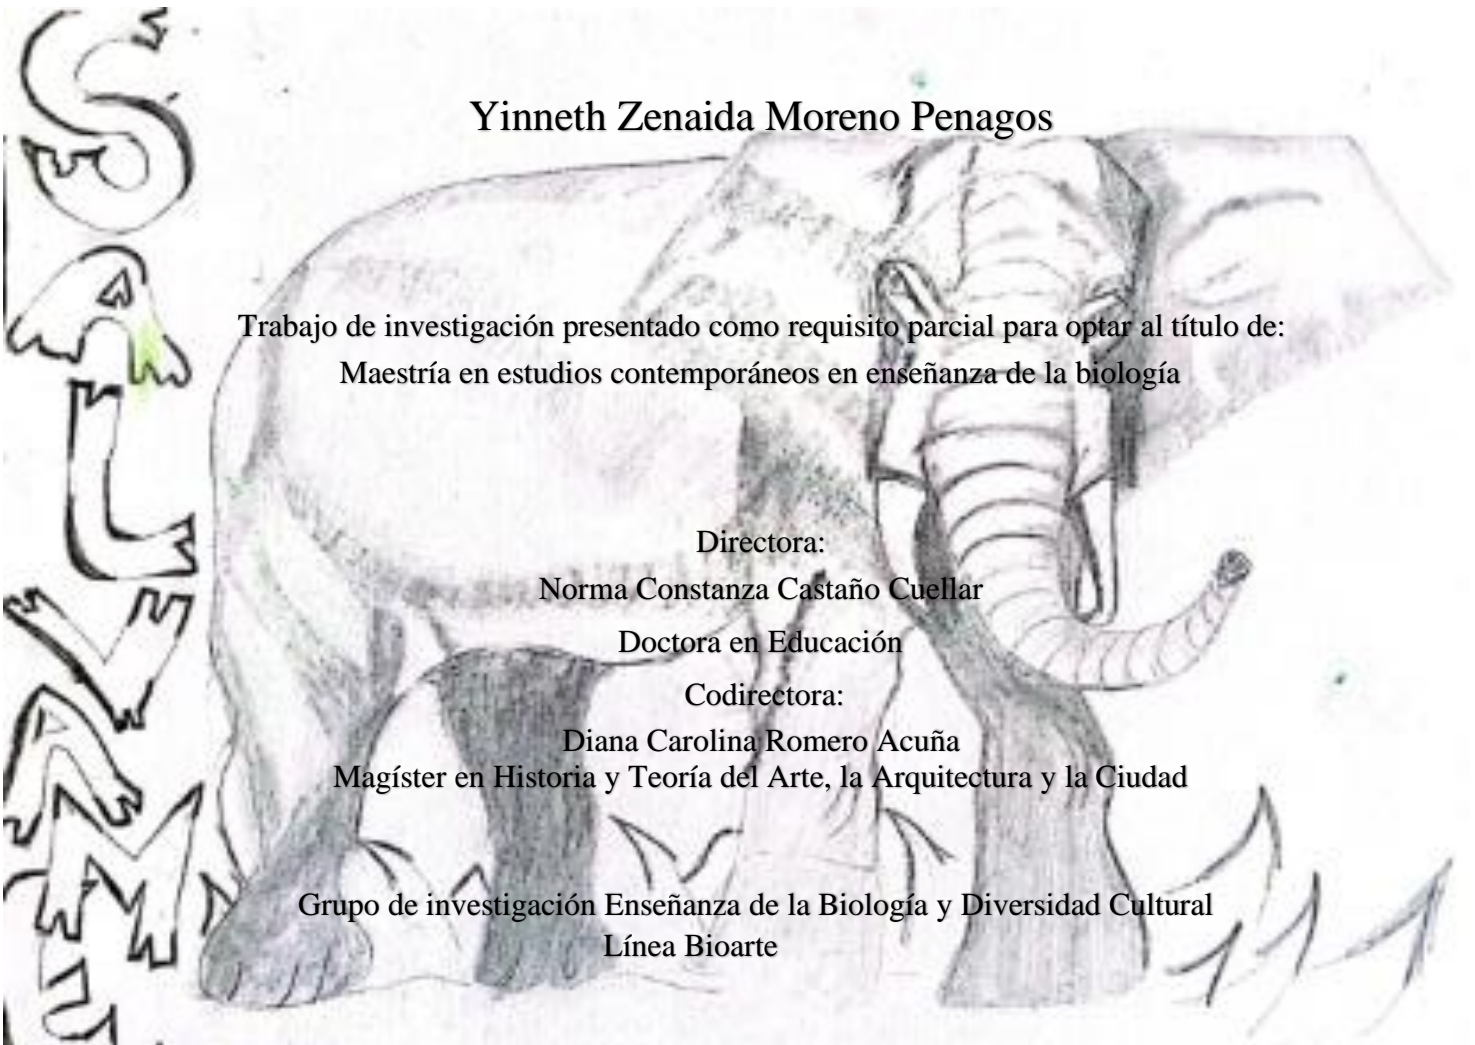 SALVAM
Yinneth Zenaida Moreno Penagos
Trabajo de investigación presentado como requisito parcial para optar al título de:
Maestría en estudios contemporáneos en enseñanza de la biología
Directora:
Norma Constanza Castaño Cuellar
Doctora en Educación
Codirectora:
Diana Carolina Romero Acuña
Magíster en Historia y Teoría del Arte, la Arquitectura y la Ciudad
Grupo de investigación Enseñanza de la Biología y Diversidad Cultural
Línea Bioarte